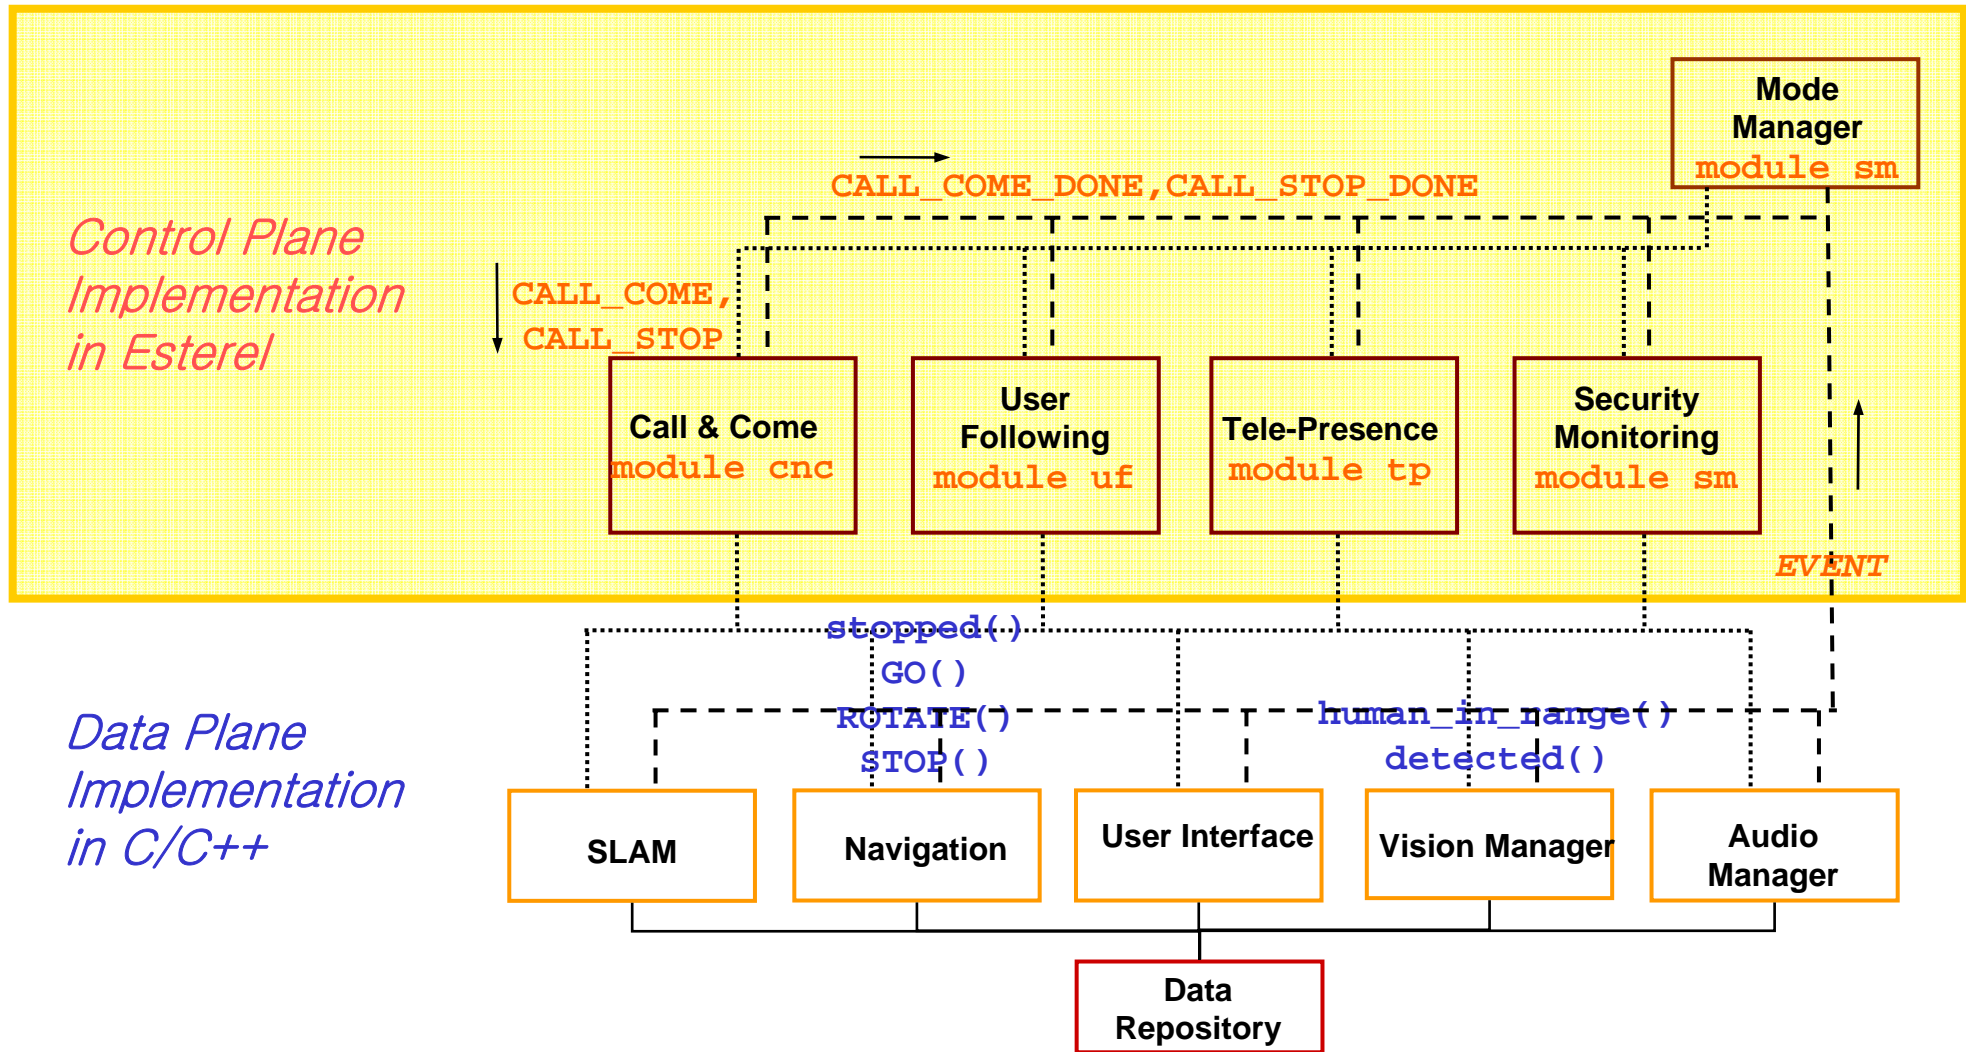 Mode
Manager
module sm
CALL_COME_DONE,CALL_STOP_DONE
Control Plane
Implementation
in Esterel
CALL_COME,
CALL_STOP
Call & Come
module cnc
User
Following
module uf
Tele-Presence
module tp
Security
Monitoring
module sm
EVENT
stopped()
GO()
ROTATE()
STOP()
human_in_range()
detected()
Data Plane
Implementation
in C/C++
SLAM
Navigation
User Interface
Vision Manager
Audio
Manager
Data
Repository